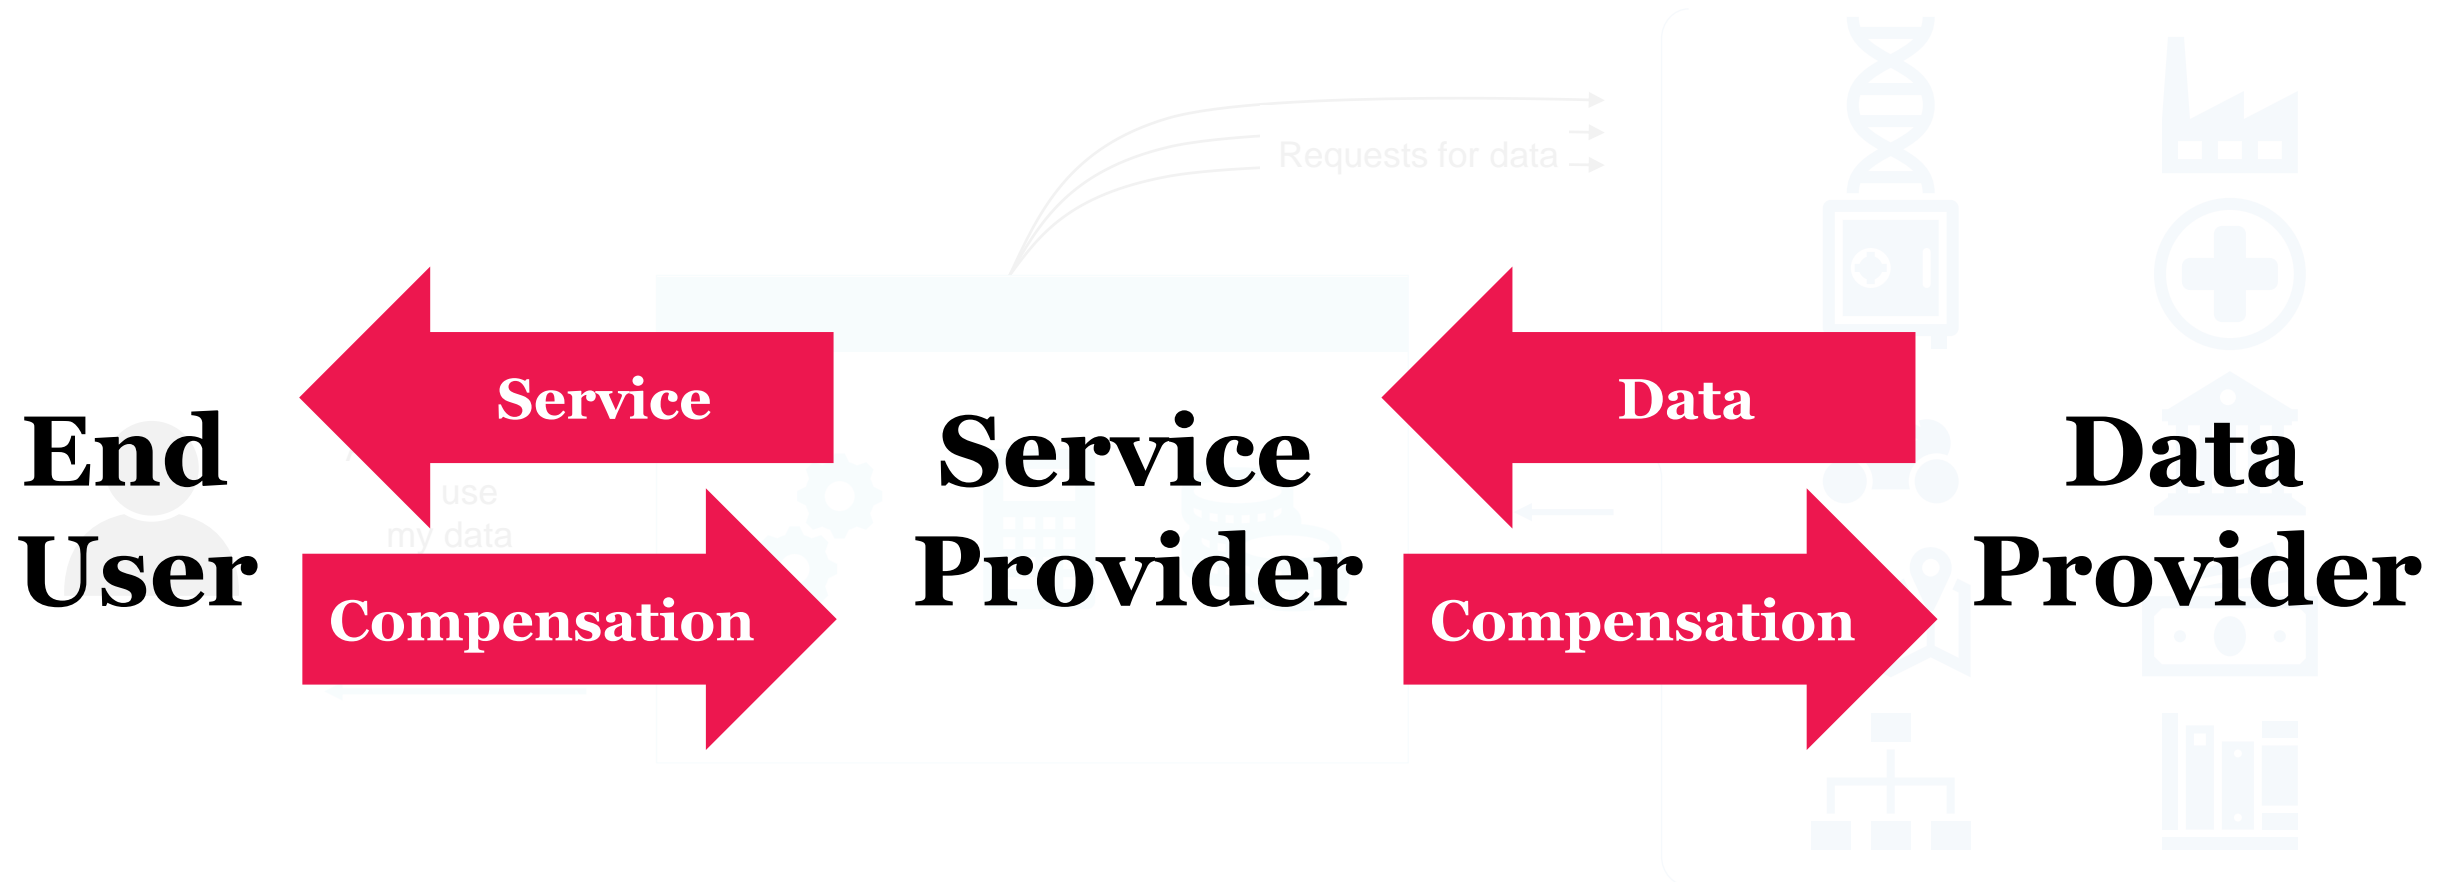 Requests for data
Service
Data
End
User
Service
Provider
Data
Provider
use
my data
Compensation
Compensation